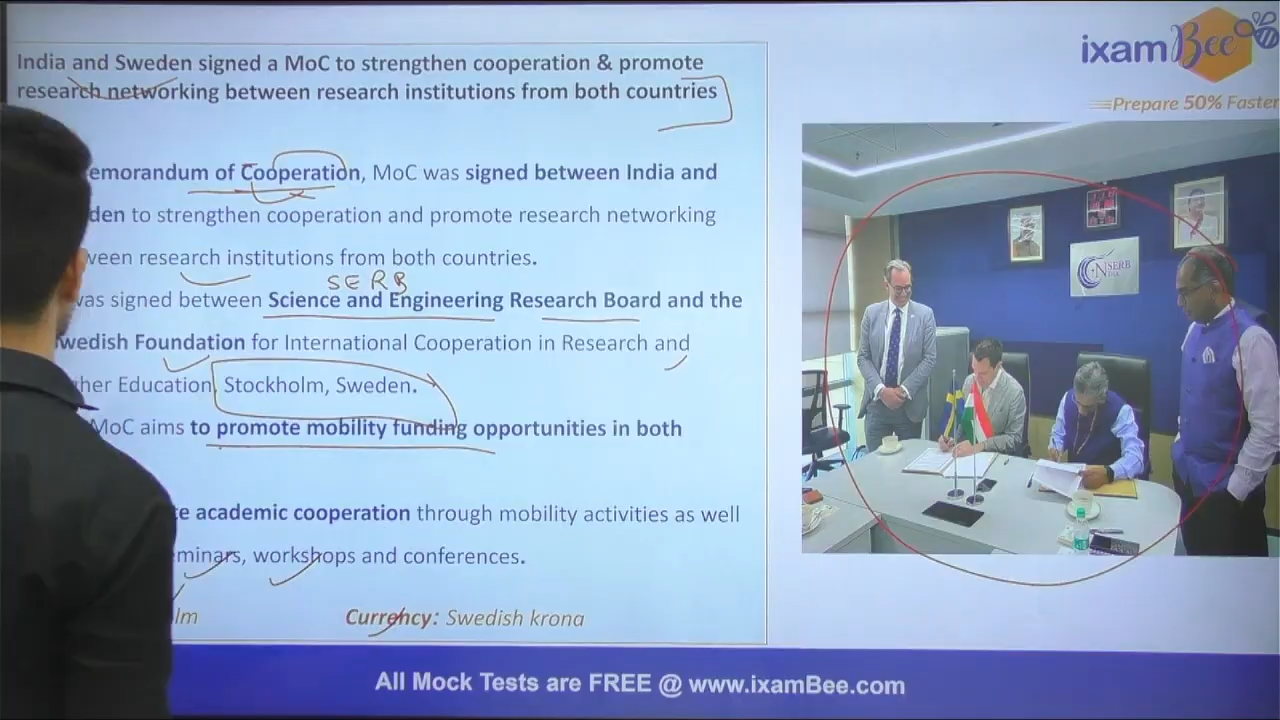 India and Sweden signed a MoC to strengthen cooperation & promote
research networking between research institutions from both countries
emorandum of Cooperation, MoC was signed between India and
den to strengthen cooperation and promote research networking
ween research institutions from both countries.
SERB
was signed between Science and Engineering Research Board and the
wedish Foundation for International Cooperation in Research and
her Education, Stockholm, Sweden.
MoC aims to promote mobility funding opportunities in both
te academic cooperation through mobility activities as well
minars, workshops and conferences.
lm Currency: Swedish krona
ixamBee
Prepare 50% Faster
SERB
All Mock Tests are FREE @ www.ixamBee.com